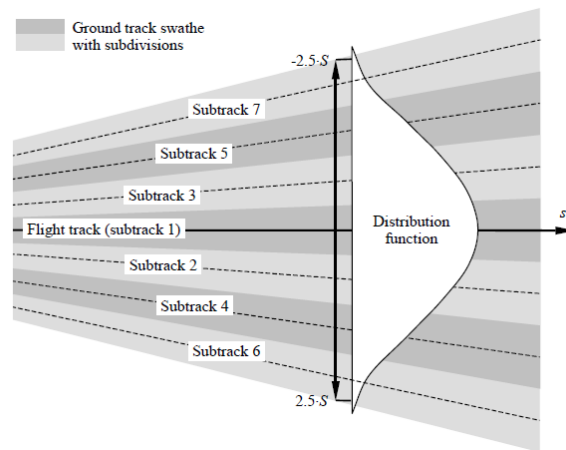 Ground track swathe
with subdivisions
-2.5·S
Subtrack 7
Subtrack 5
Subtrack 3
Flight track (subtrack 1)
Distribution
function
s
Subtrack 2
Subtrack 4
Subtrack 6
2.5·S